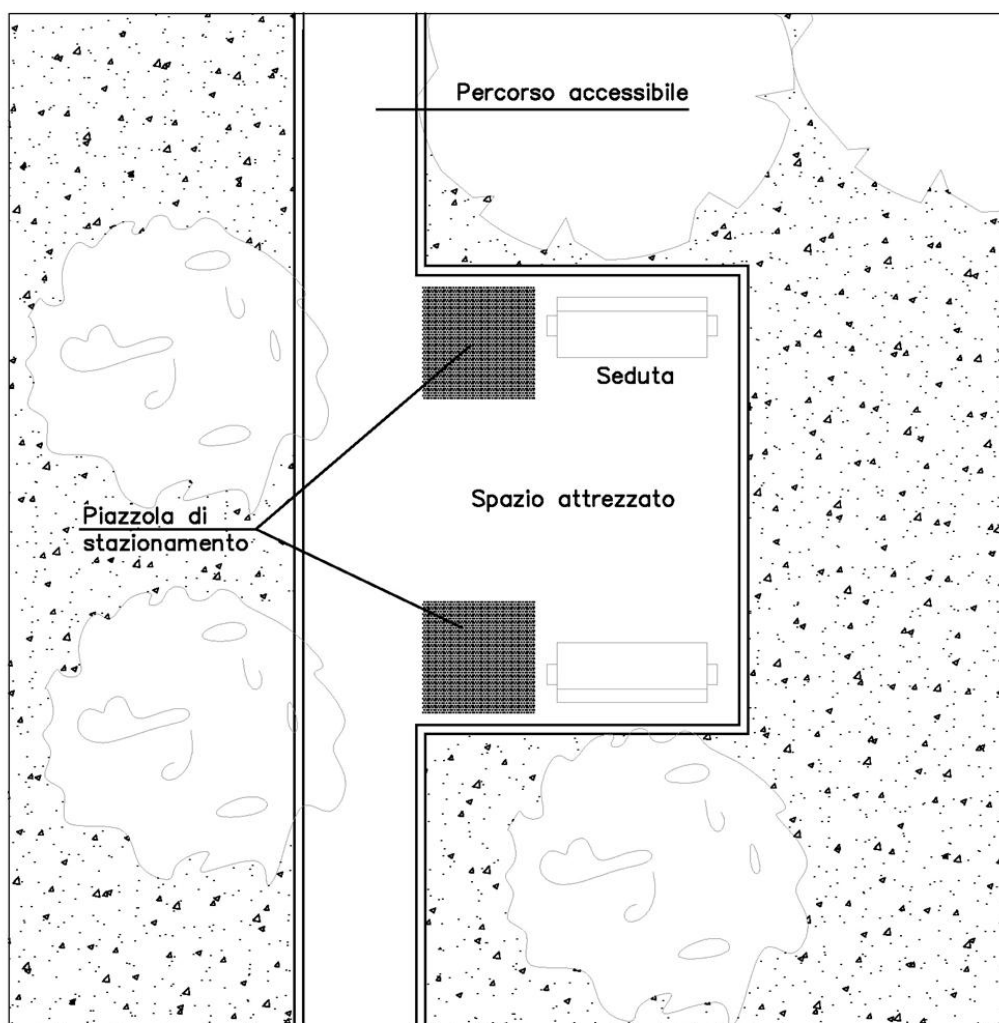 Percorso accessibile
Seduta
Spazio attrezzato
Piazzola di
stazionamento